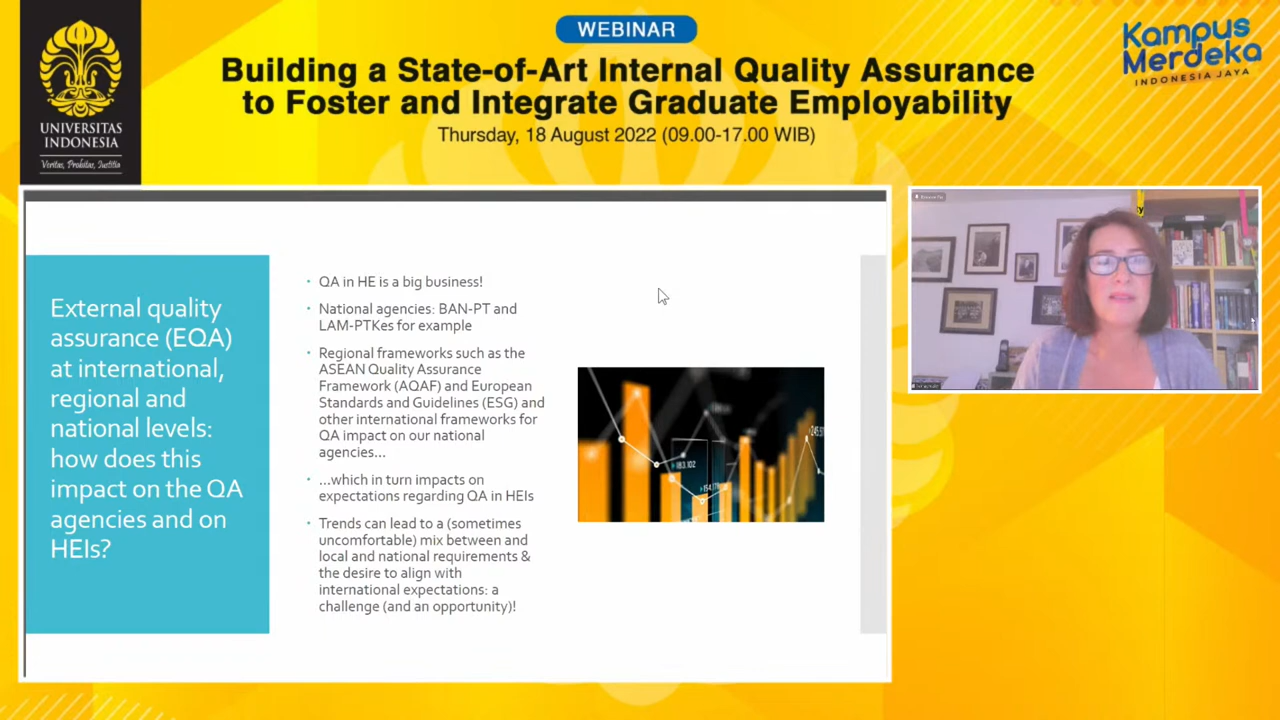 WEBINAR
Building a State-of-Art Internal Quality Assurance
to Foster and Integrate Graduate Employability
Thursday, 18 August 2022 (09.00-17.00 WIB)
UNIVERSITAS
INDONESIA
Veritas, Probitas, Justitia
Kampus
Merdeka
INDONESIA JAYA
External quality
assurance (EQA)
at international,
regional and
national levels:
how does this
impact on the QA
agencies and on
HEIs?
• QA in HE is a big business!
• National agencies: BAN-PT and
LAM-PTKes for example
• Regional frameworks such as the
ASEAN Quality Assurance
Framework (AQAF) and European
Standards and Guidelines (ESG) and
other international frameworks for
QA impact on our national
agencies...
• ...which in turn impacts on
expectations regarding QA in HEIs
• Trends can lead to a (sometimes
uncomfortable) mix between and
local and national requirements &
the desire to align with
international expectations: a
challenge (and an opportunity)!